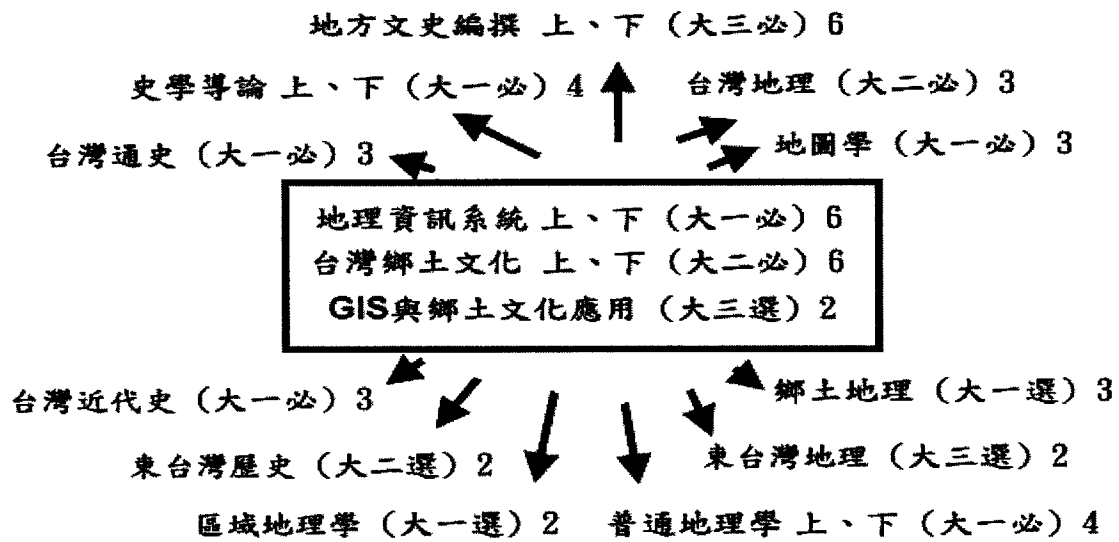 地方文史編撰 上、下（大三必）6
史學導論 上、下（大一必）4
台灣地理（大二必）3
台灣通史（大一必）3
地圖學（大一必）3
地理資訊系統 上、下（大一必）6
台灣鄉土文化 上、下（大二必）6
GIS與鄉土文化應用（大三選）2
台灣近代史（大一必）3
鄉土地理（大一選）3
東台灣歷史（大二選）2
東台灣地理（大三選）2
區域地理學（大一選）2
普通地理學 上、下（大一必）4